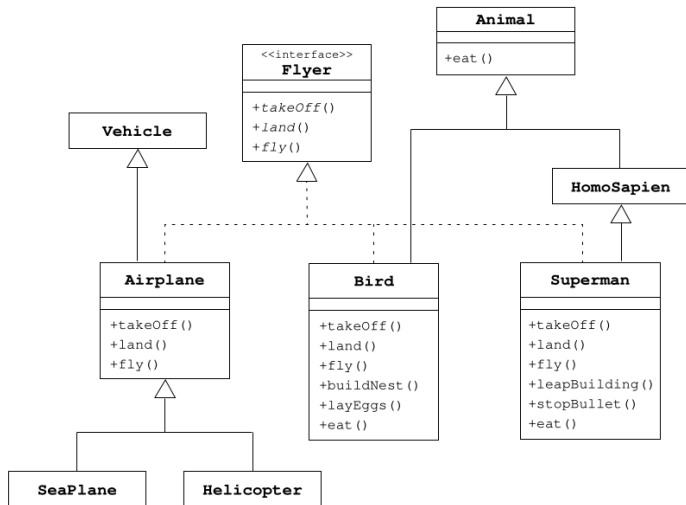 Animal
+eat()
<<interface>>
Flyer
+takeOff()
+land()
+fly()
Vehicle
HomoSapien
Airplane
+takeOff()
+land()
+fly()
Bird
+takeOff()
+land()
+fly()
+buildNest()
+layEggs()
+eat()
Superman
+takeOff()
+land()
+fly()
+leapBuilding()
+stopBullet()
+eat()
SeaPlane
Helicopter